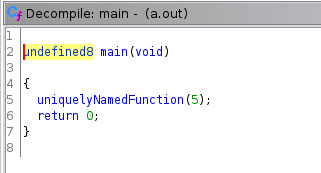 Decompile: main - (a.out)
1
2 undefined8 main(void)
3
4 {
5 uniquelyNamedFunction(5);
6 return 0;
7 }
8